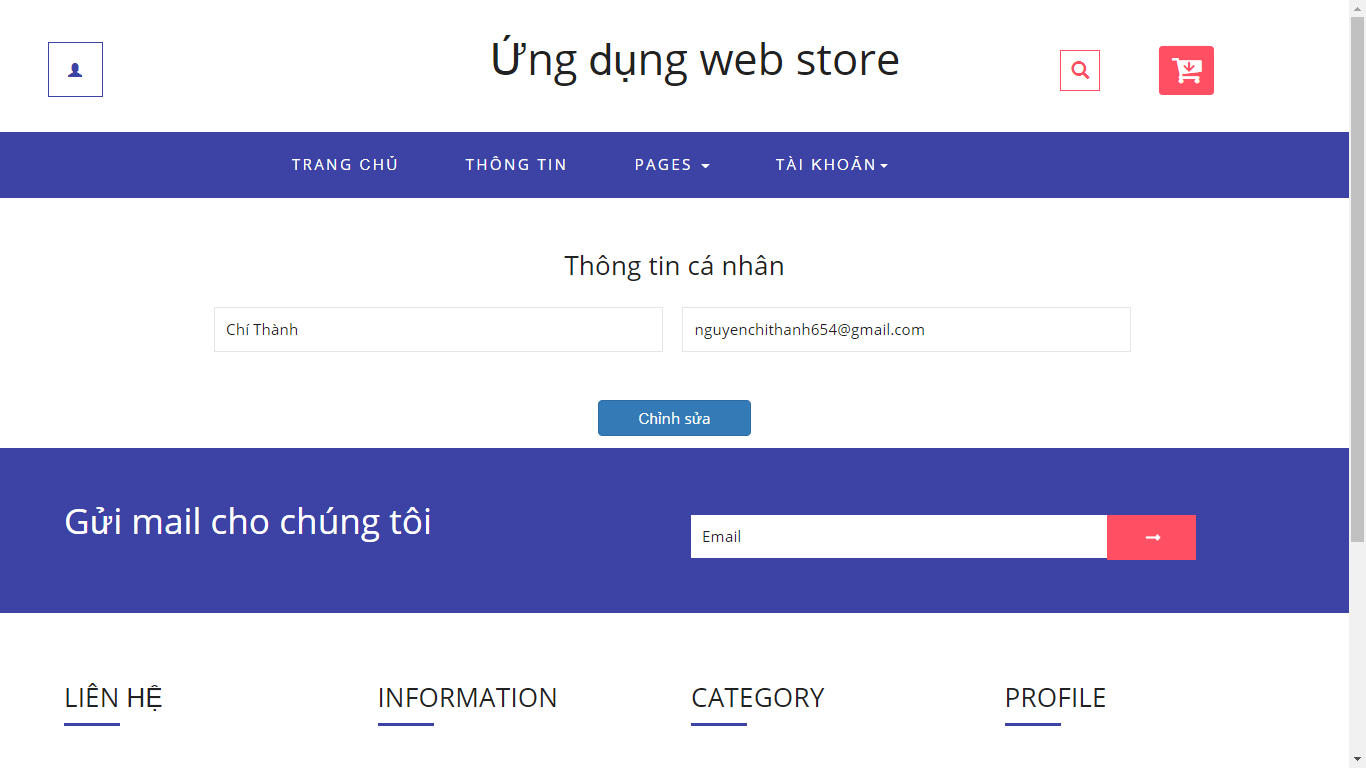 Ứng dụng web store
TRANG CHỦ THÔNG TIN PAGES TÀI KHOẢN
Thông tin cá nhân
Chí Thành nguyenchithanh654@gmail.com
Chỉnh sửa
Gửi mail cho chúng tôi
Email
LIÊN HỆ INFORMATION CATEGORY PROFILE